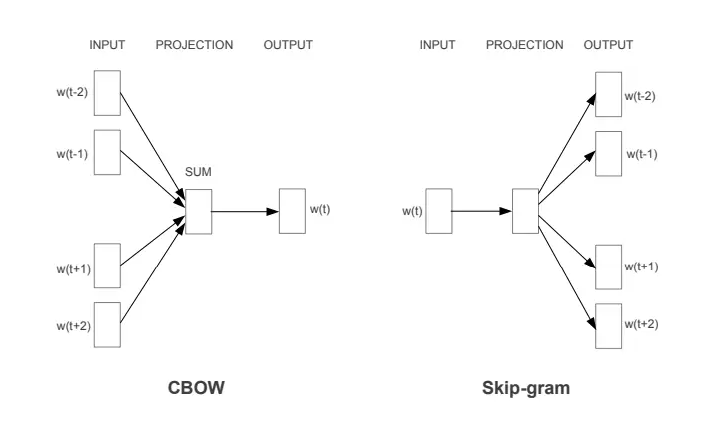 INPUT PROJECTION OUTPUT
w(t-2)
w(t-1)
SUM
w(t)
w(t+1)
w(t+2)
CBOW
INPUT PROJECTION OUTPUT
w(t-2)
w(t-1)
w(t)
w(t+1)
w(t+2)
Skip-gram